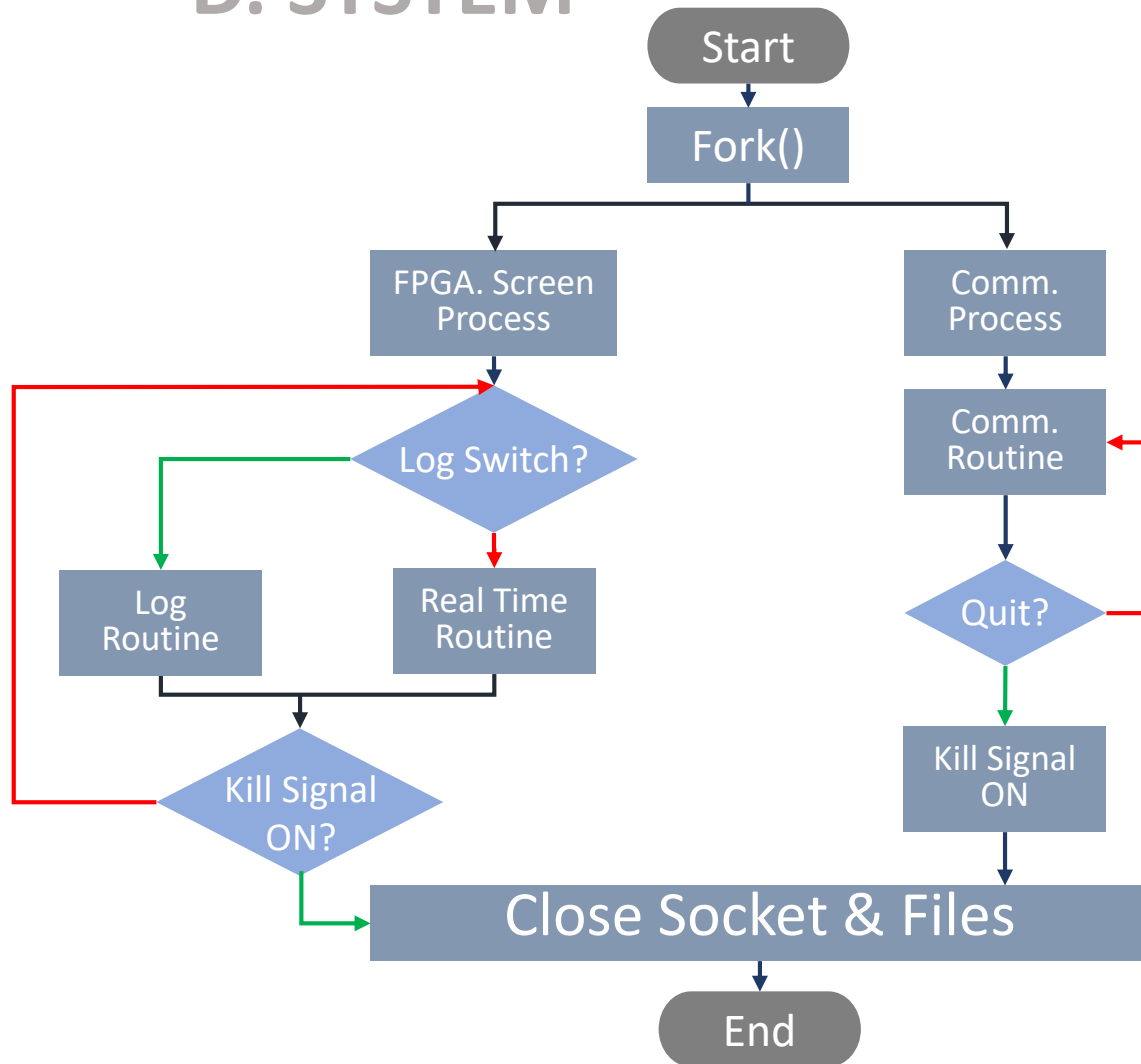 D. SYSTEM
Start
Fork()
FPGA. Screen
Process
Comm.
Process
Log Switch?
Comm.
Routine
Log
Routine
Real Time
Routine
Quit?
Kill Signal
ON?
Kill Signal
ON
Close Socket & Files
End